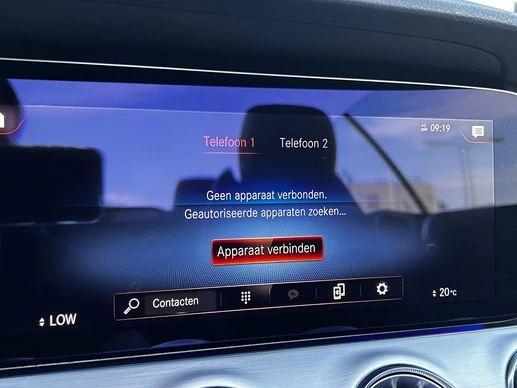 09:19
Telefoon 1 Telefoon 2
Geen apparaat verbonden.
Geautoriseerde apparaten zoeken...
Apparaat verbinden
Contacten
LOW
20°C